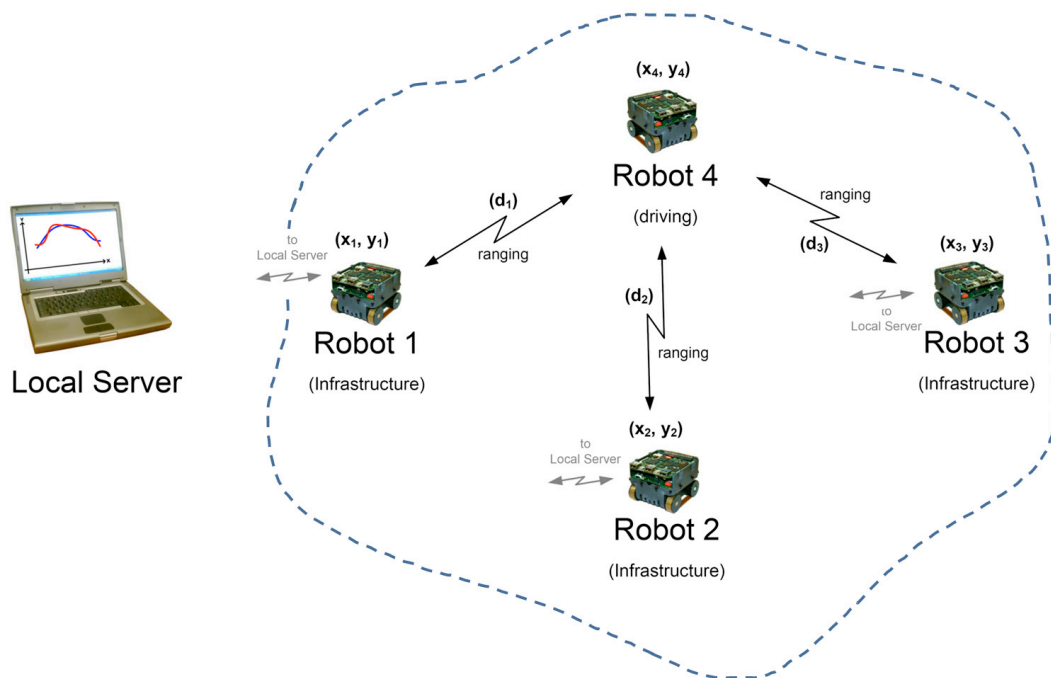 (x₄, y₄)
Robot 4
(driving)
(d₁)
ranging
ranging
(d₃)
(x₁, y₁)
to
Local Server
Robot 1
(Infrastructure)
(d₂)
ranging
(x₃, y₃)
to
Local Server
Robot 3
(Infrastructure)
Y
X
Local Server
(x₂, y₂)
to
Local Server
Robot 2
(Infrastructure)